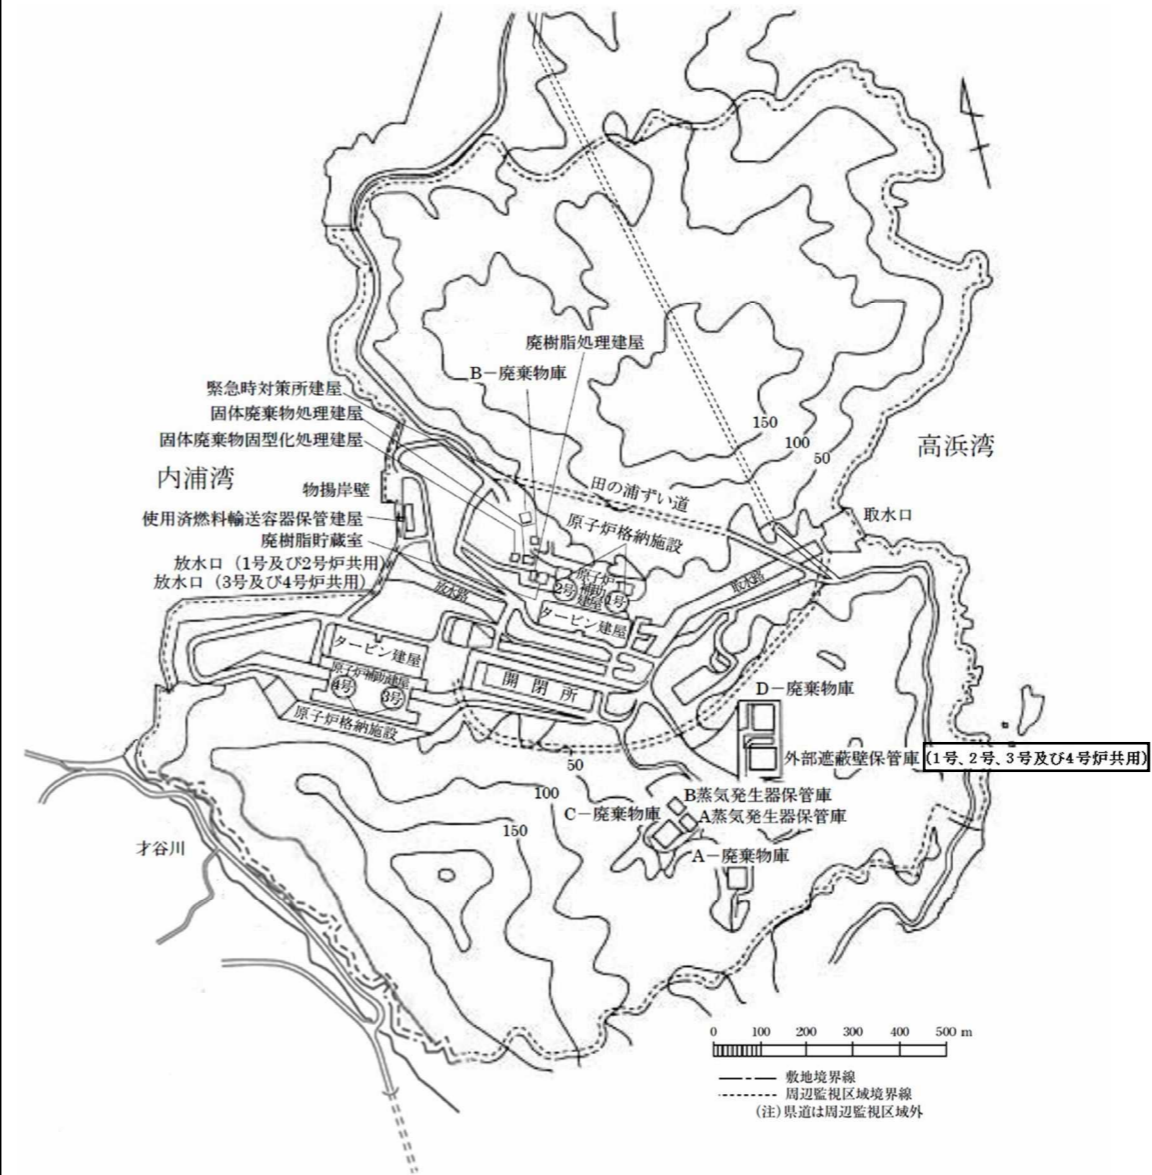 廃樹脂処理建屋
B－廃棄物庫
緊急時対策所建屋
固体廃棄物処理建屋
固体廃棄物固型化処理建屋
150
100
50
高浜湾
内浦湾
物揚岸壁
田の浦ずい道
取水口
使用済燃料輸送容器保管建屋
原子炉格納施設
廃樹脂貯蔵室
放水口（1号及び2号炉共用）
放水口（3号及び4号炉共用）
放水路
原子炉
補助
建屋
2号
1号
取水路
タービン建屋
タービン建屋
原子炉補助建屋
4号
3号
開閉所
原子炉格納施設
D－廃棄物庫
外部遮蔽壁保管庫(1号、2号、3号及び4号炉共用)
50
100
150
B蒸気発生器保管庫
C－廃棄物庫
A蒸気発生器保管庫
A－廃棄物庫
才谷川
0 100 200 300 400 500 m
敷地境界線
周辺監視区域境界線
(注) 県道は周辺監視区域外